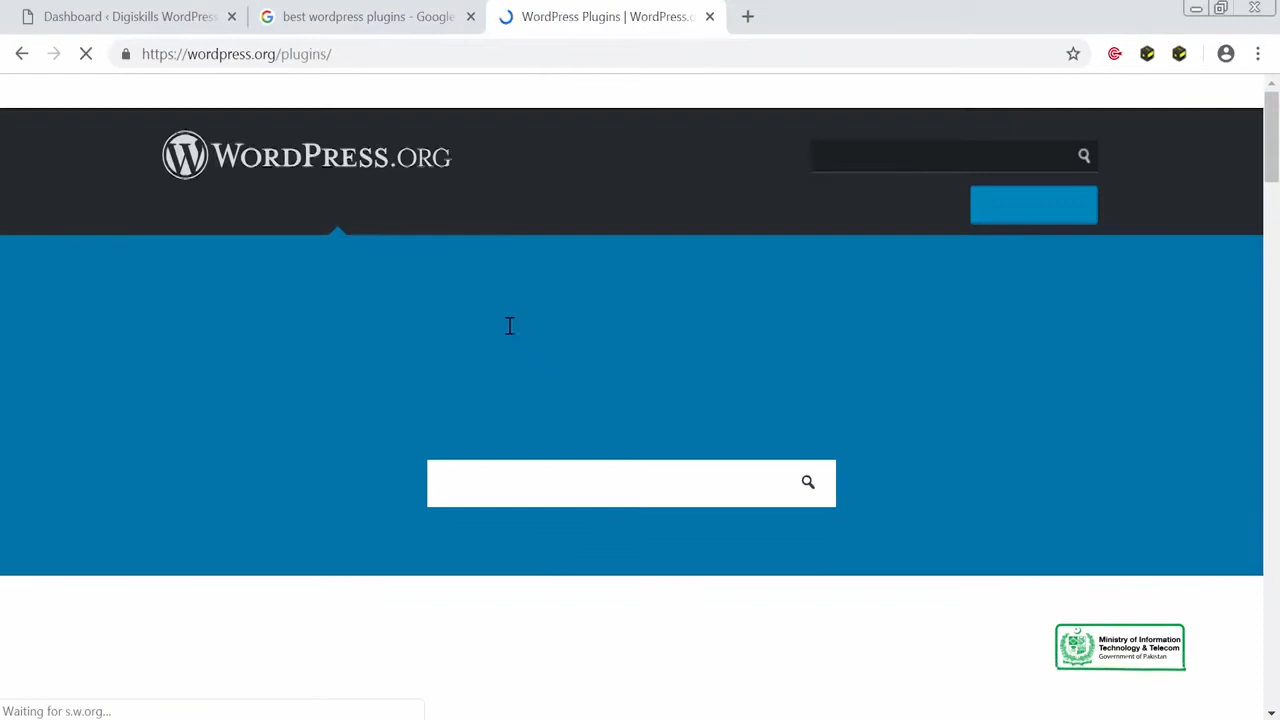 Dashboard ‹ Digiskills WordPress
best wordpress plugins - Google
WordPress Plugins | WordPress.o
https://wordpress.org/plugins/
WORDPRESS.ORG
Ministry of Information
Technology & Telecom
Government of Pakistan
Waiting for s.w.org...